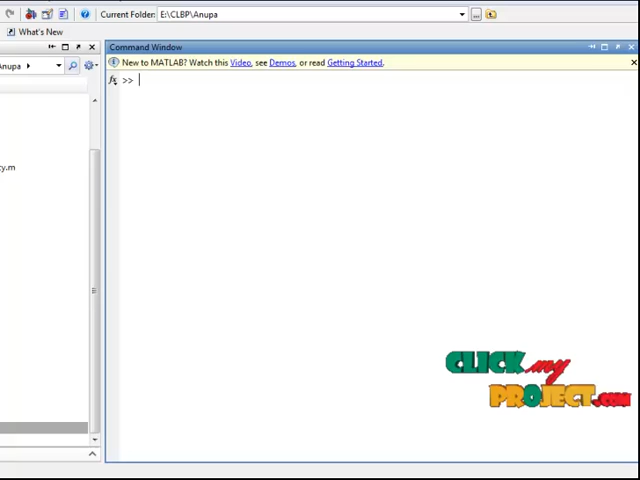 Current Folder: E:\CLBP\Anupa
What's New
Anupa
Command Window
New to MATLAB? Watch this Video, see Demos, or read Getting Started.
fx >>
cy.m
CLICK my
PROJECT.COM